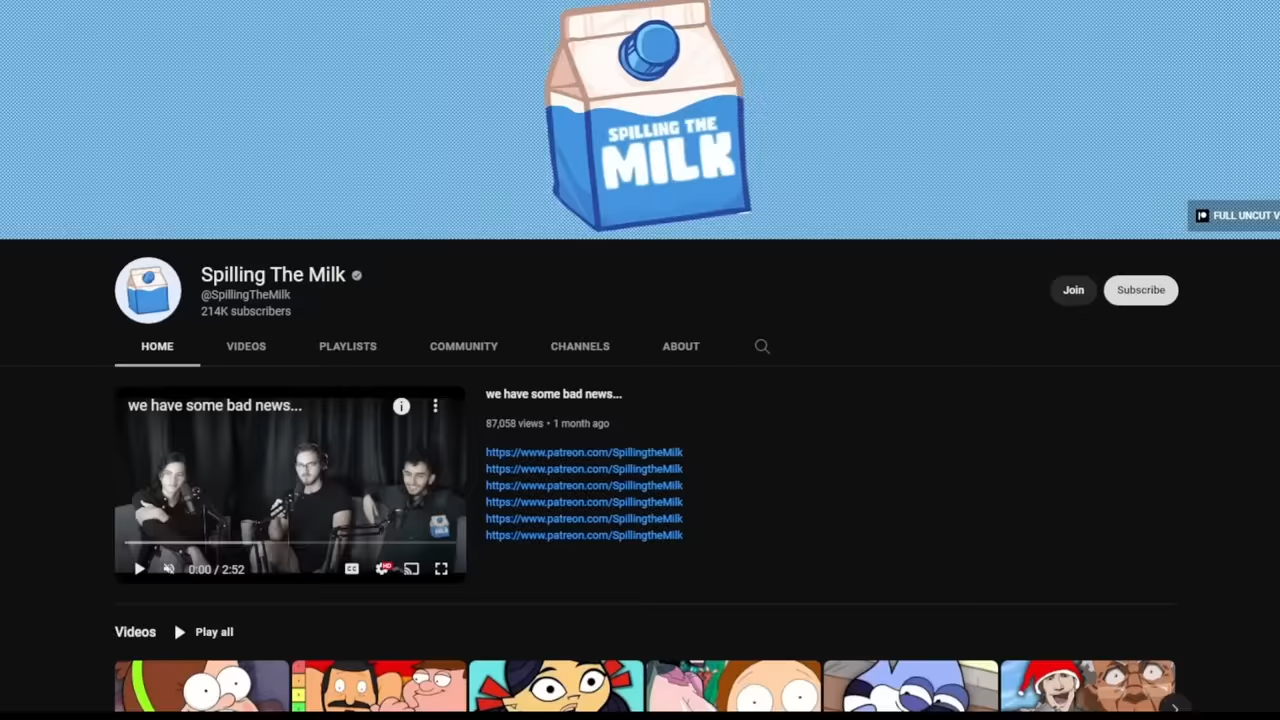 SPILLING THE
MILK
FULL UNCUT V
Spilling The Milk
@SpillingTheMilk
214K subscribers
Join
Subscribe
HOME
VIDEOS
PLAYLISTS
COMMUNITY
CHANNELS
ABOUT
we have some bad news...
MILK
0:00 / 2:52
CC
HD
we have some bad news...
87,058 views • 1 month ago
https://www.patreon.com/SpillingtheMilk
https://www.patreon.com/SpillingtheMilk
https://www.patreon.com/SpillingtheMilk
https://www.patreon.com/SpillingtheMilk
https://www.patreon.com/SpillingtheMilk
https://www.patreon.com/SpillingtheMilk
Videos
Play all